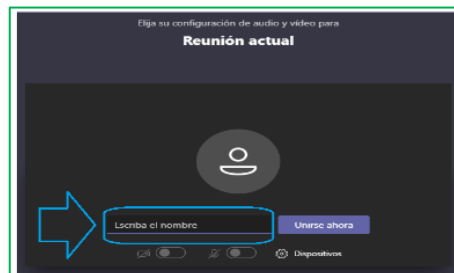 Elija su configuración de audio y vídeo para
Reunión actual
Escriba el nombre
Unirse ahora
Dispositivos